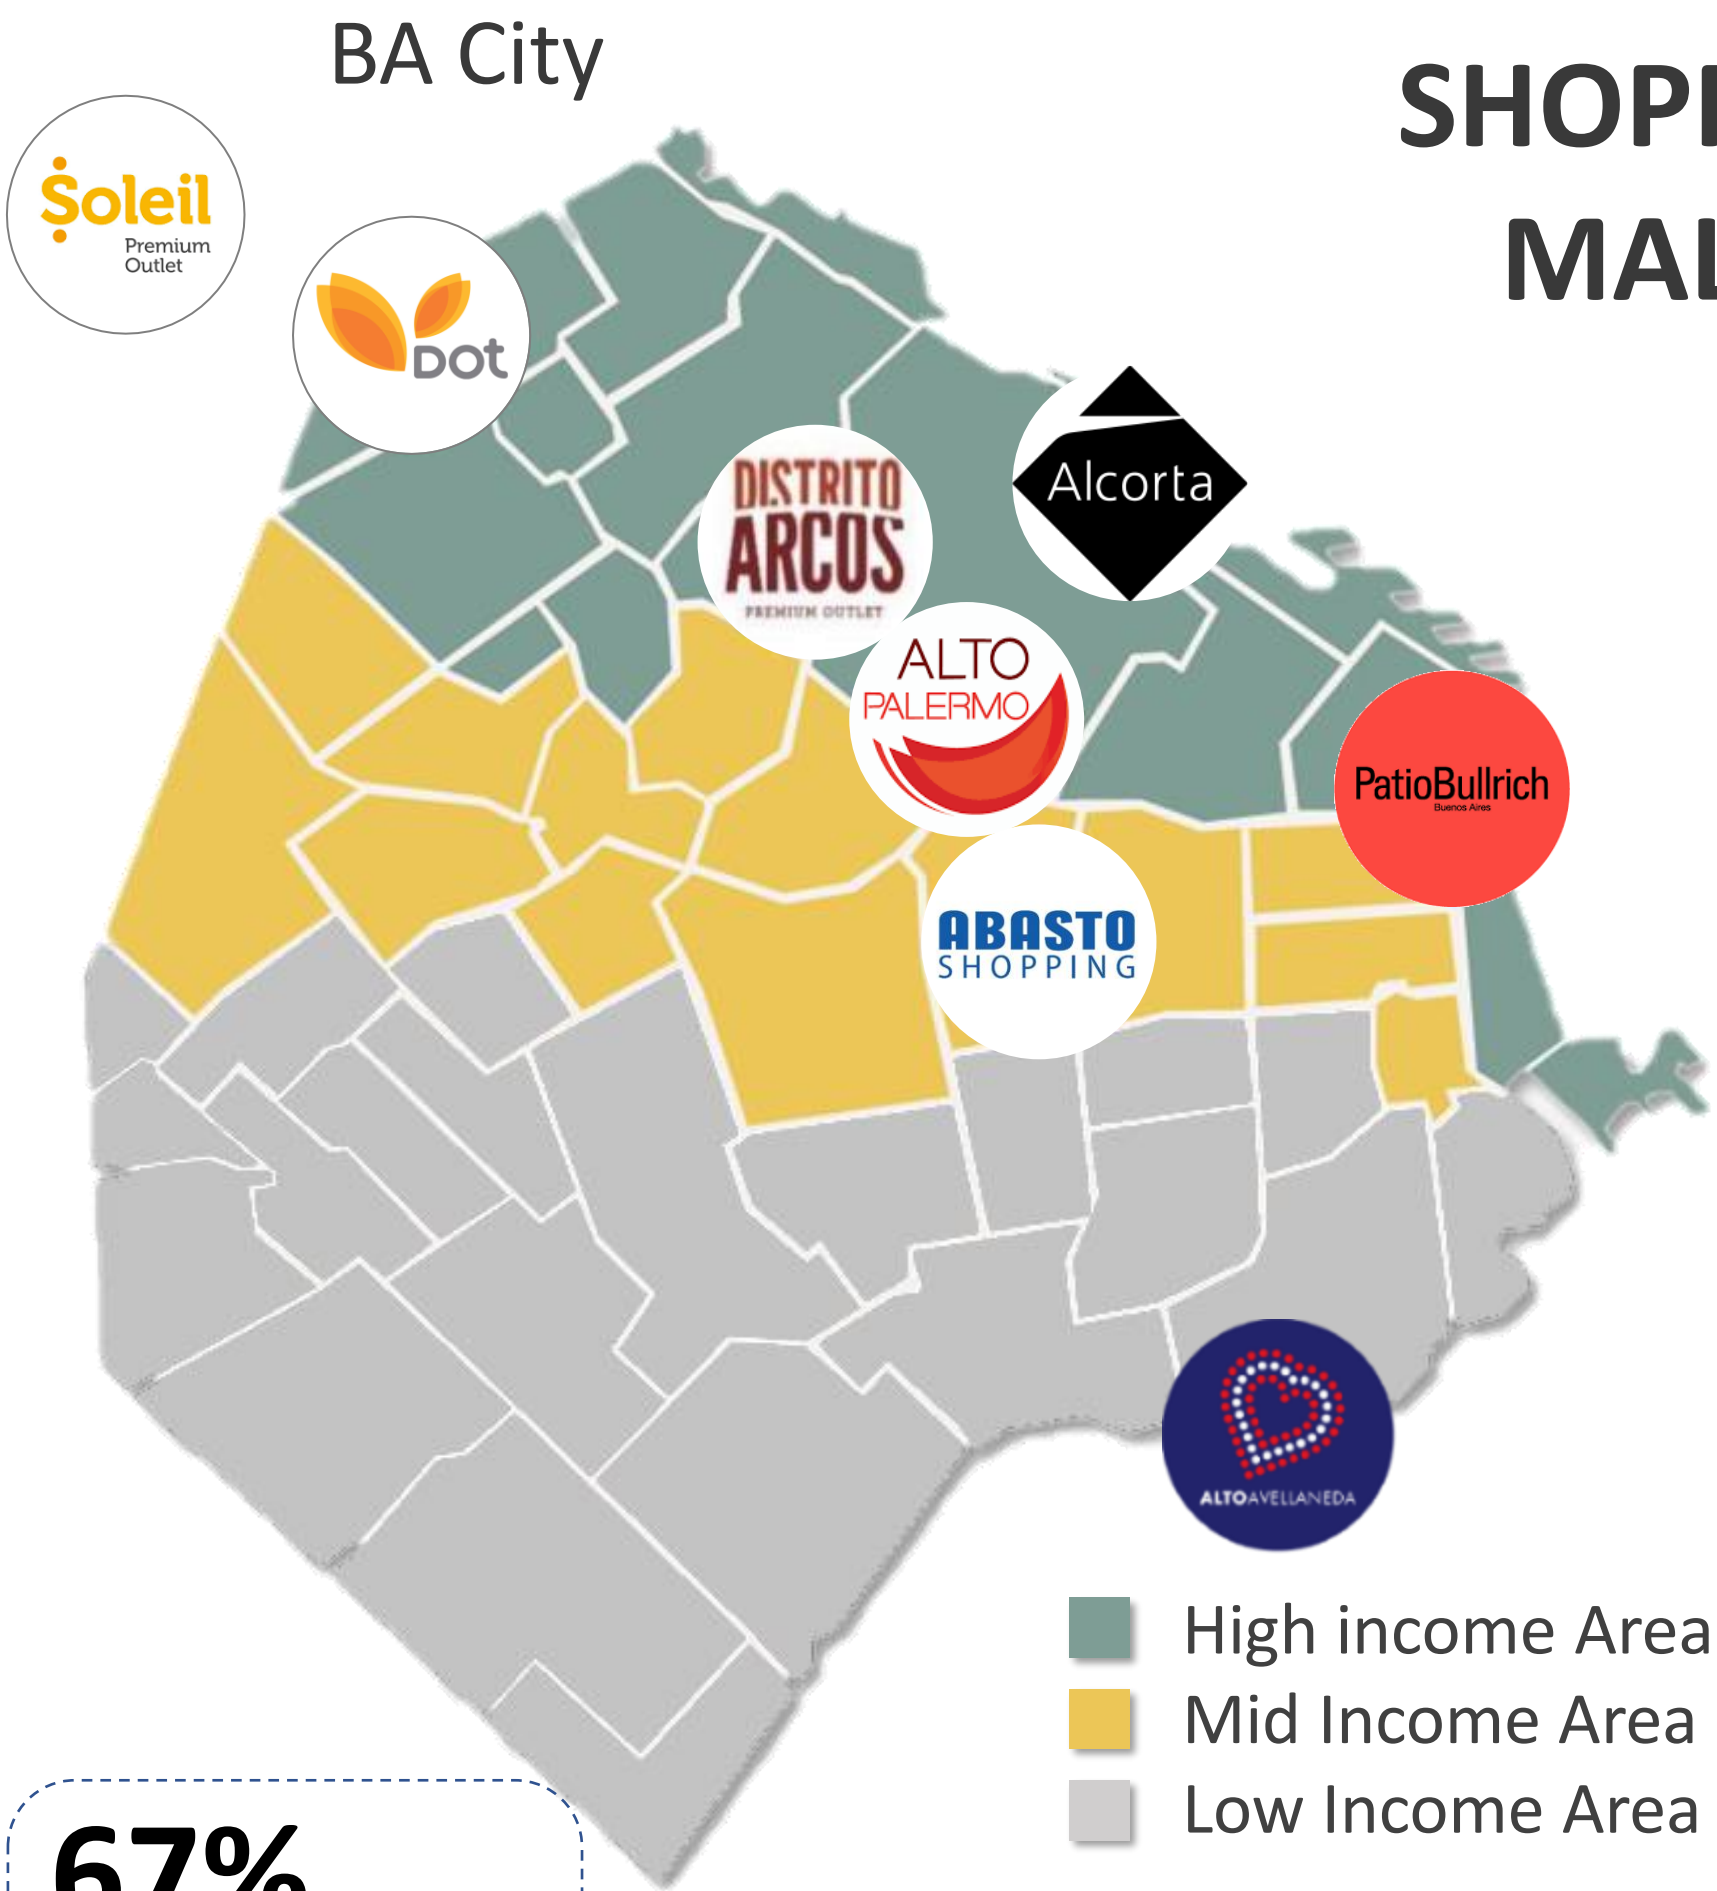 BA City
SHOPP
MAL
Soleil
Premium
Outlet
DOt
DISTRITO
ARCOS
PREMIUM OUTLET
Alcorta
ALTO
PALERMO
PatioBullrich
Buenos Aires
ABASTO
SHOPPING
ALTOAVELLANEDA
High income Area
Mid Income Area
Low Income Area
67%